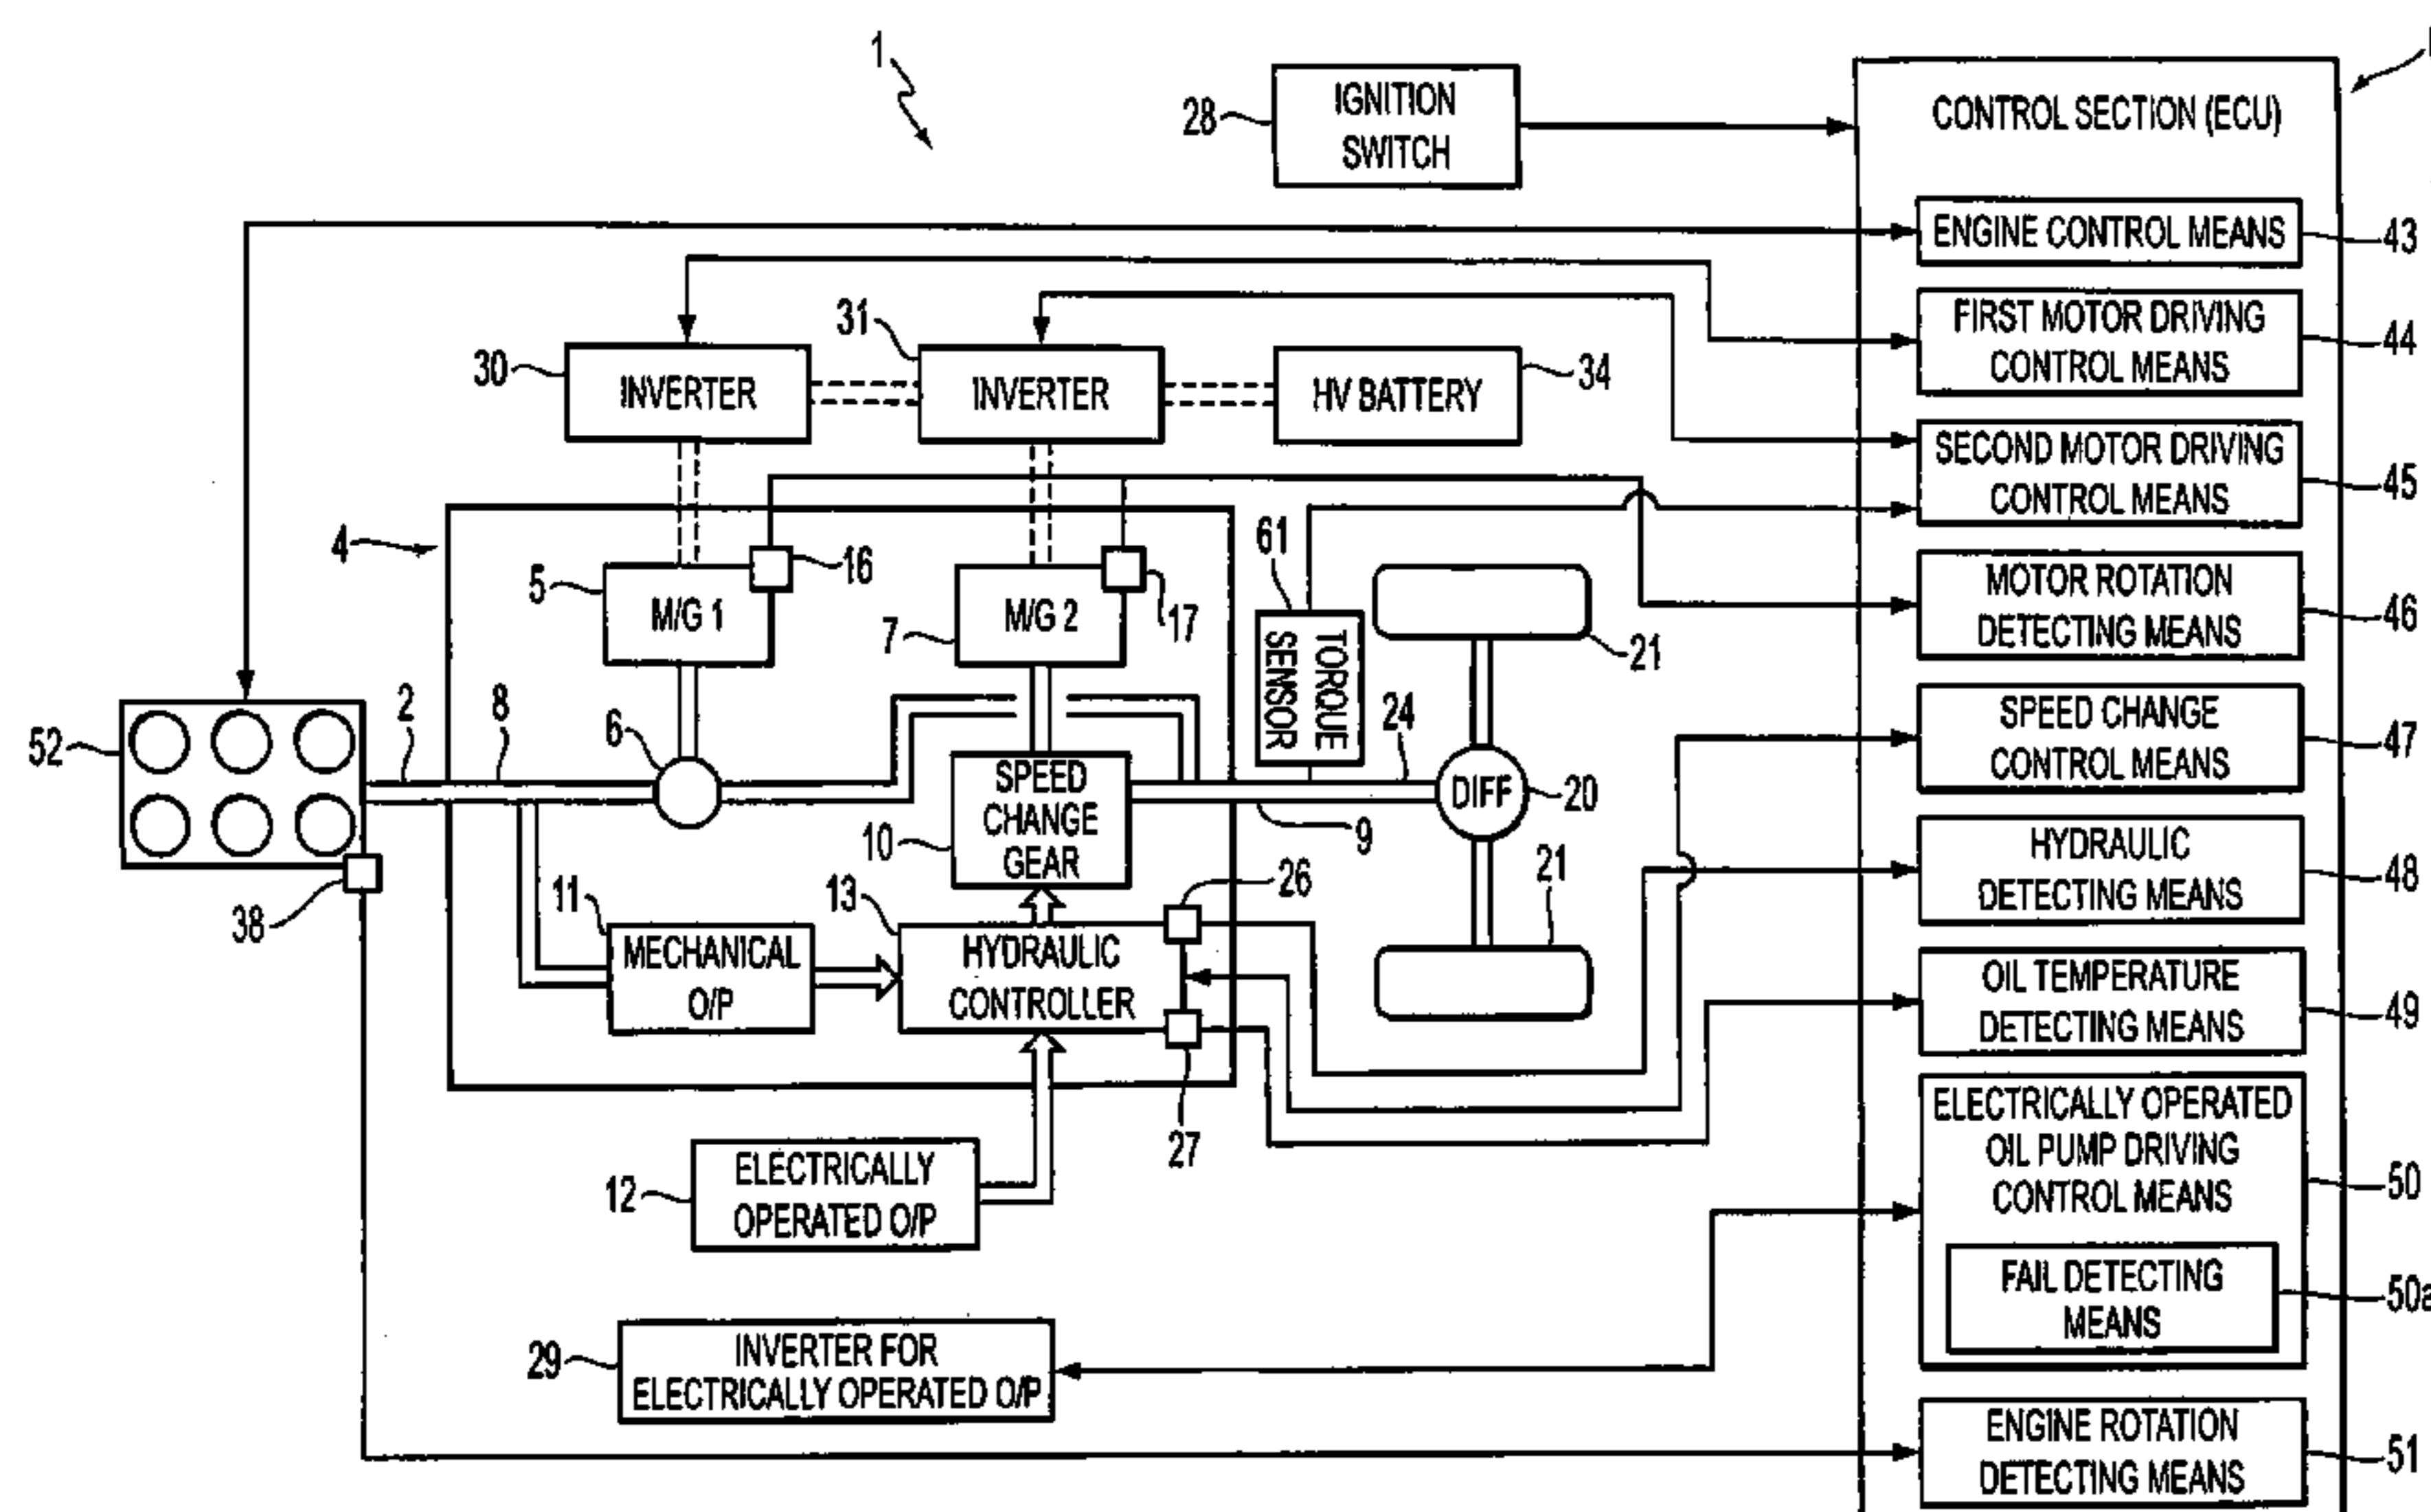 1
28
IGNITION
SWITCH
CONTROL SECTION (ECU)
ENGINE CONTROL MEANS
43
FIRST MOTOR DRIVING
CONTROL MEANS
44
30
INVERTER
31
INVERTER
HV BATTERY
34
SECOND MOTOR DRIVING
CONTROL MEANS
45
4
5
M/G 1
16
7
M/G 2
17
61
TORQUE
SENSOR
21
MOTOR ROTATION
DETECTING MEANS
46
52
2
8
6
10
SPEED
CHANGE
GEAR
24
9
DIFF
20
SPEED CHANGE
CONTROL MEANS
47
38
11
MECHANICAL
O/P
13
HYDRAULIC
CONTROLLER
26
27
21
HYDRAULIC
DETECTING MEANS
48
OIL TEMPERATURE
DETECTING MEANS
49
12
ELECTRICALLY
OPERATED O/P
ELECTRICALLY OPERATED
OIL PUMP DRIVING
CONTROL MEANS
50
FAIL DETECTING
MEANS
50a
29
INVERTER FOR
ELECTRICALLY OPERATED O/P
ENGINE ROTATION
DETECTING MEANS
51